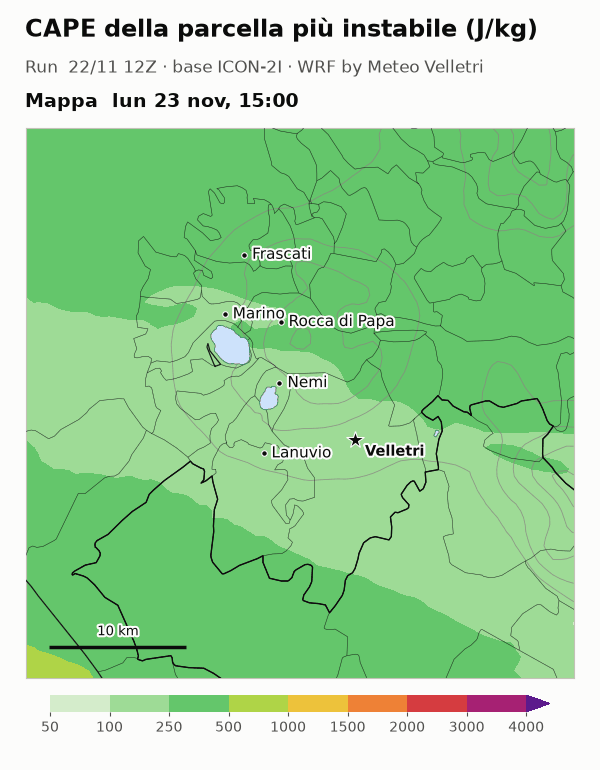 CAPE della parcella più instabile (J/kg)
Run  22/11 12Z · base ICON-2I · WRF by Meteo Velletri
Mappa  lun 23 nov, 15:00
Frascati
Marino
Rocca di Papa
Nemi
Velletri
Lanuvio
10 km
50 100 250 500 1000 1500 2000 3000 4000